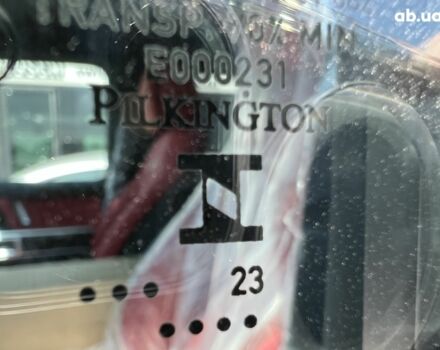 ab.ua
TRANSP. 70% MIN
E000231
PILKINGTON
23